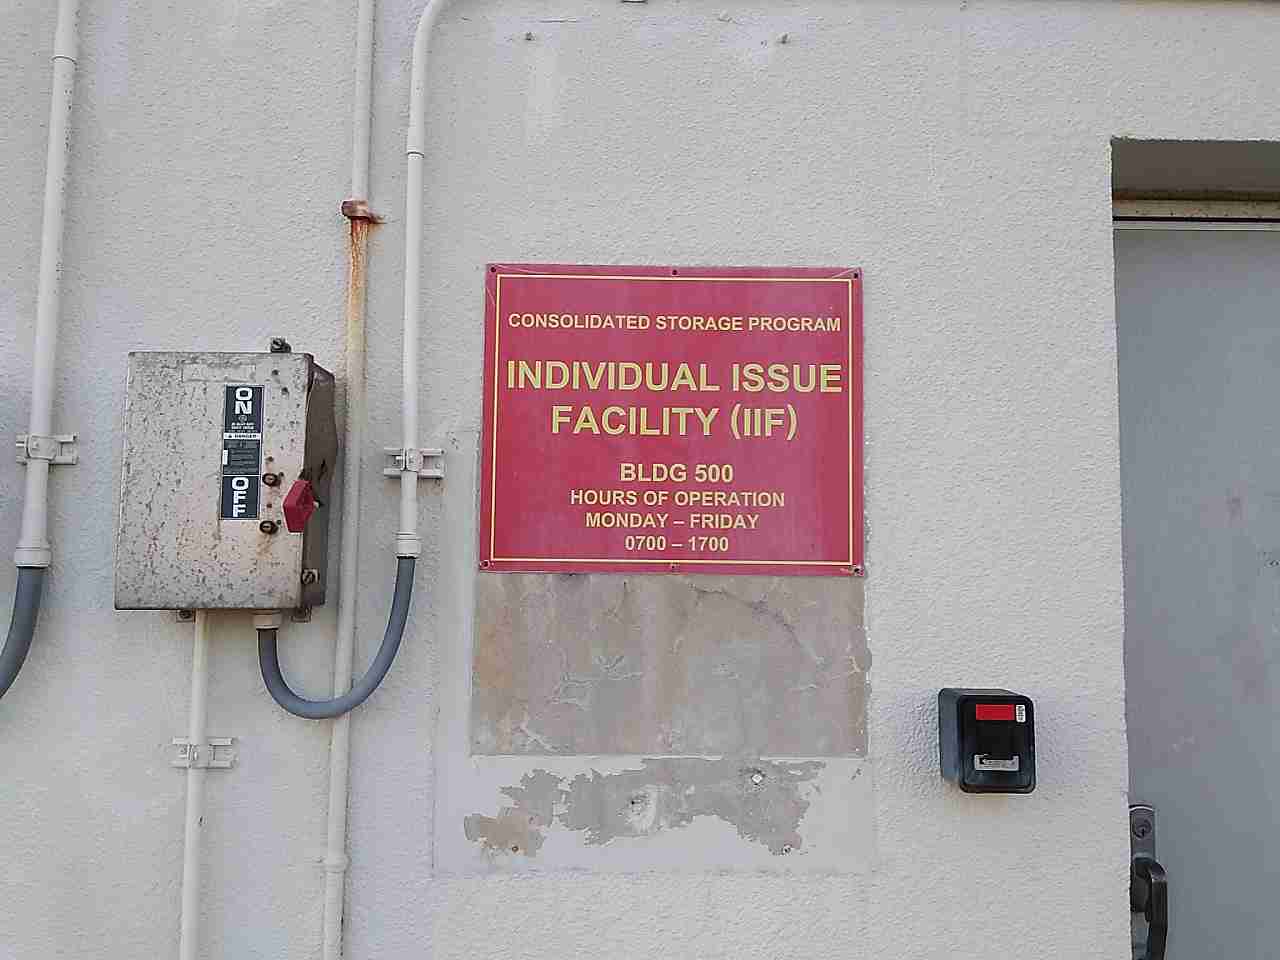 CONSOLIDATED STORAGE PROGRAM
INDIVIDUAL ISSUE
FACILITY (IIF)
BLDG 500
HOURS OF OPERATION
MONDAY – FRIDAY
0700 – 1700
ON
DANGER
OFF